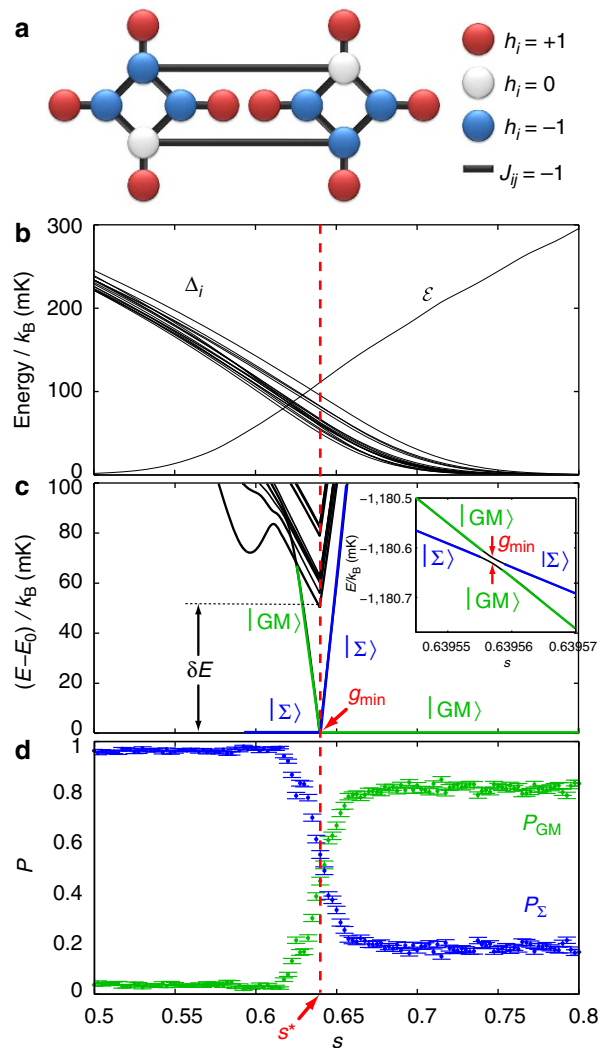 a
h_i = +1
h_i = 0
h_i = −1
J_ij = −1
b
300
200
100
0
Energy / k_B (mK)
Δ_i
ℰ
c
100
80
60
40
20
0
(E−E_0) / k_B (mK)
δE
|GM⟩
|Σ⟩
|Σ⟩
g_min
|GM⟩
−1,180.5
−1,180.6
−1,180.7
E/k_B (mK)
|GM⟩
g_min
|Σ⟩
|Σ⟩
|GM⟩
0.63955
0.63956
0.63957
s
d
1
0.8
0.6
0.4
0.2
0
P
P_GM
P_Σ
0.5
0.55
0.6
0.65
0.7
0.75
0.8
s*
s